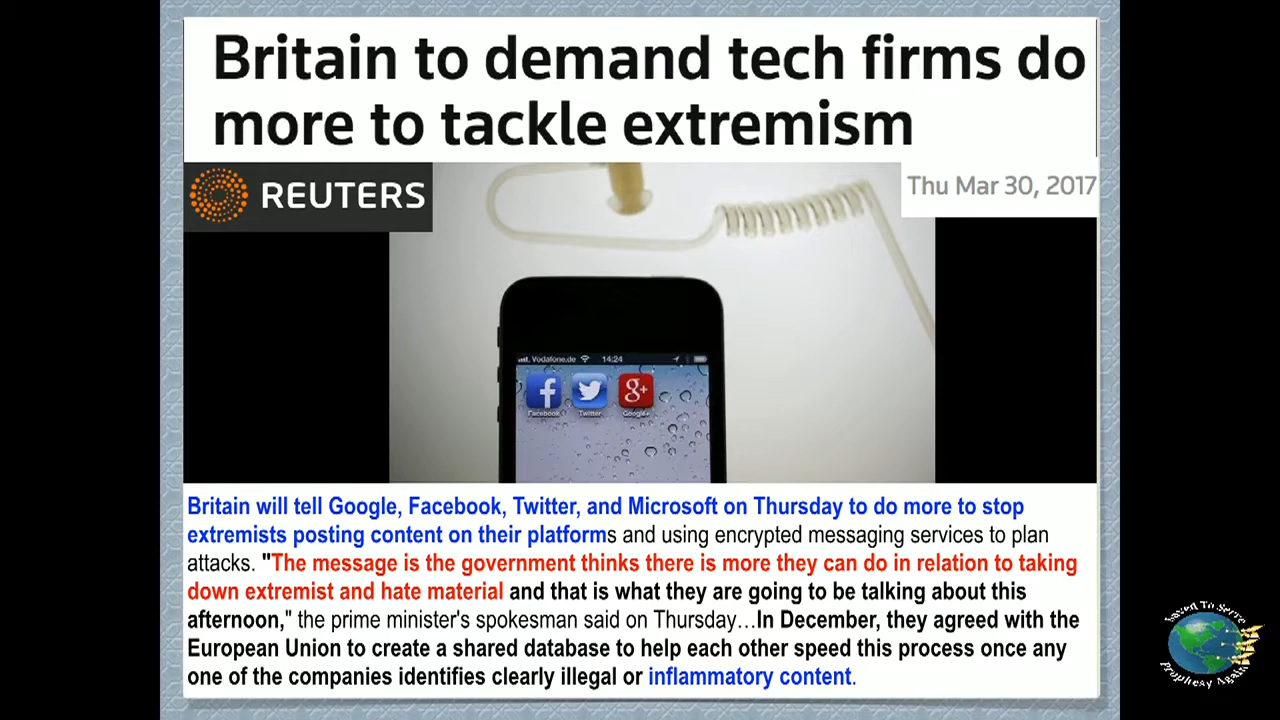 Britain to demand tech firms do
more to tackle extremism
REUTERS
Thu Mar 30, 2017
Vodafone.de 14:24
Facebook Twitter Google+
Britain will tell Google, Facebook, Twitter, and Microsoft on Thursday to do more to stop
extremists posting content on their platforms and using encrypted messaging services to plan
attacks. "The message is the government thinks there is more they can do in relation to taking
down extremist and hate material and that is what they are going to be talking about this
afternoon," the prime minister's spokesman said on Thursday…In December, they agreed with the
European Union to create a shared database to help each other speed this process once any
one of the companies identifies clearly illegal or inflammatory content.
Saved To Serve
Prophesy Again